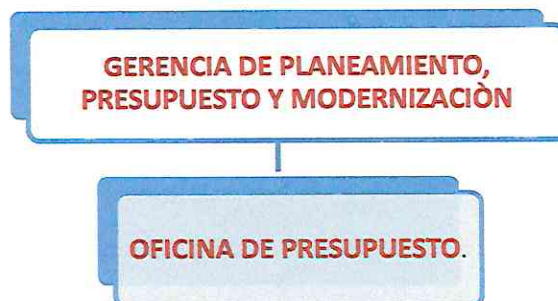 GERENCIA DE PLANEAMIENTO,
PRESUPUESTO Y MODERNIZACIÒN
OFICINA DE PRESUPUESTO.